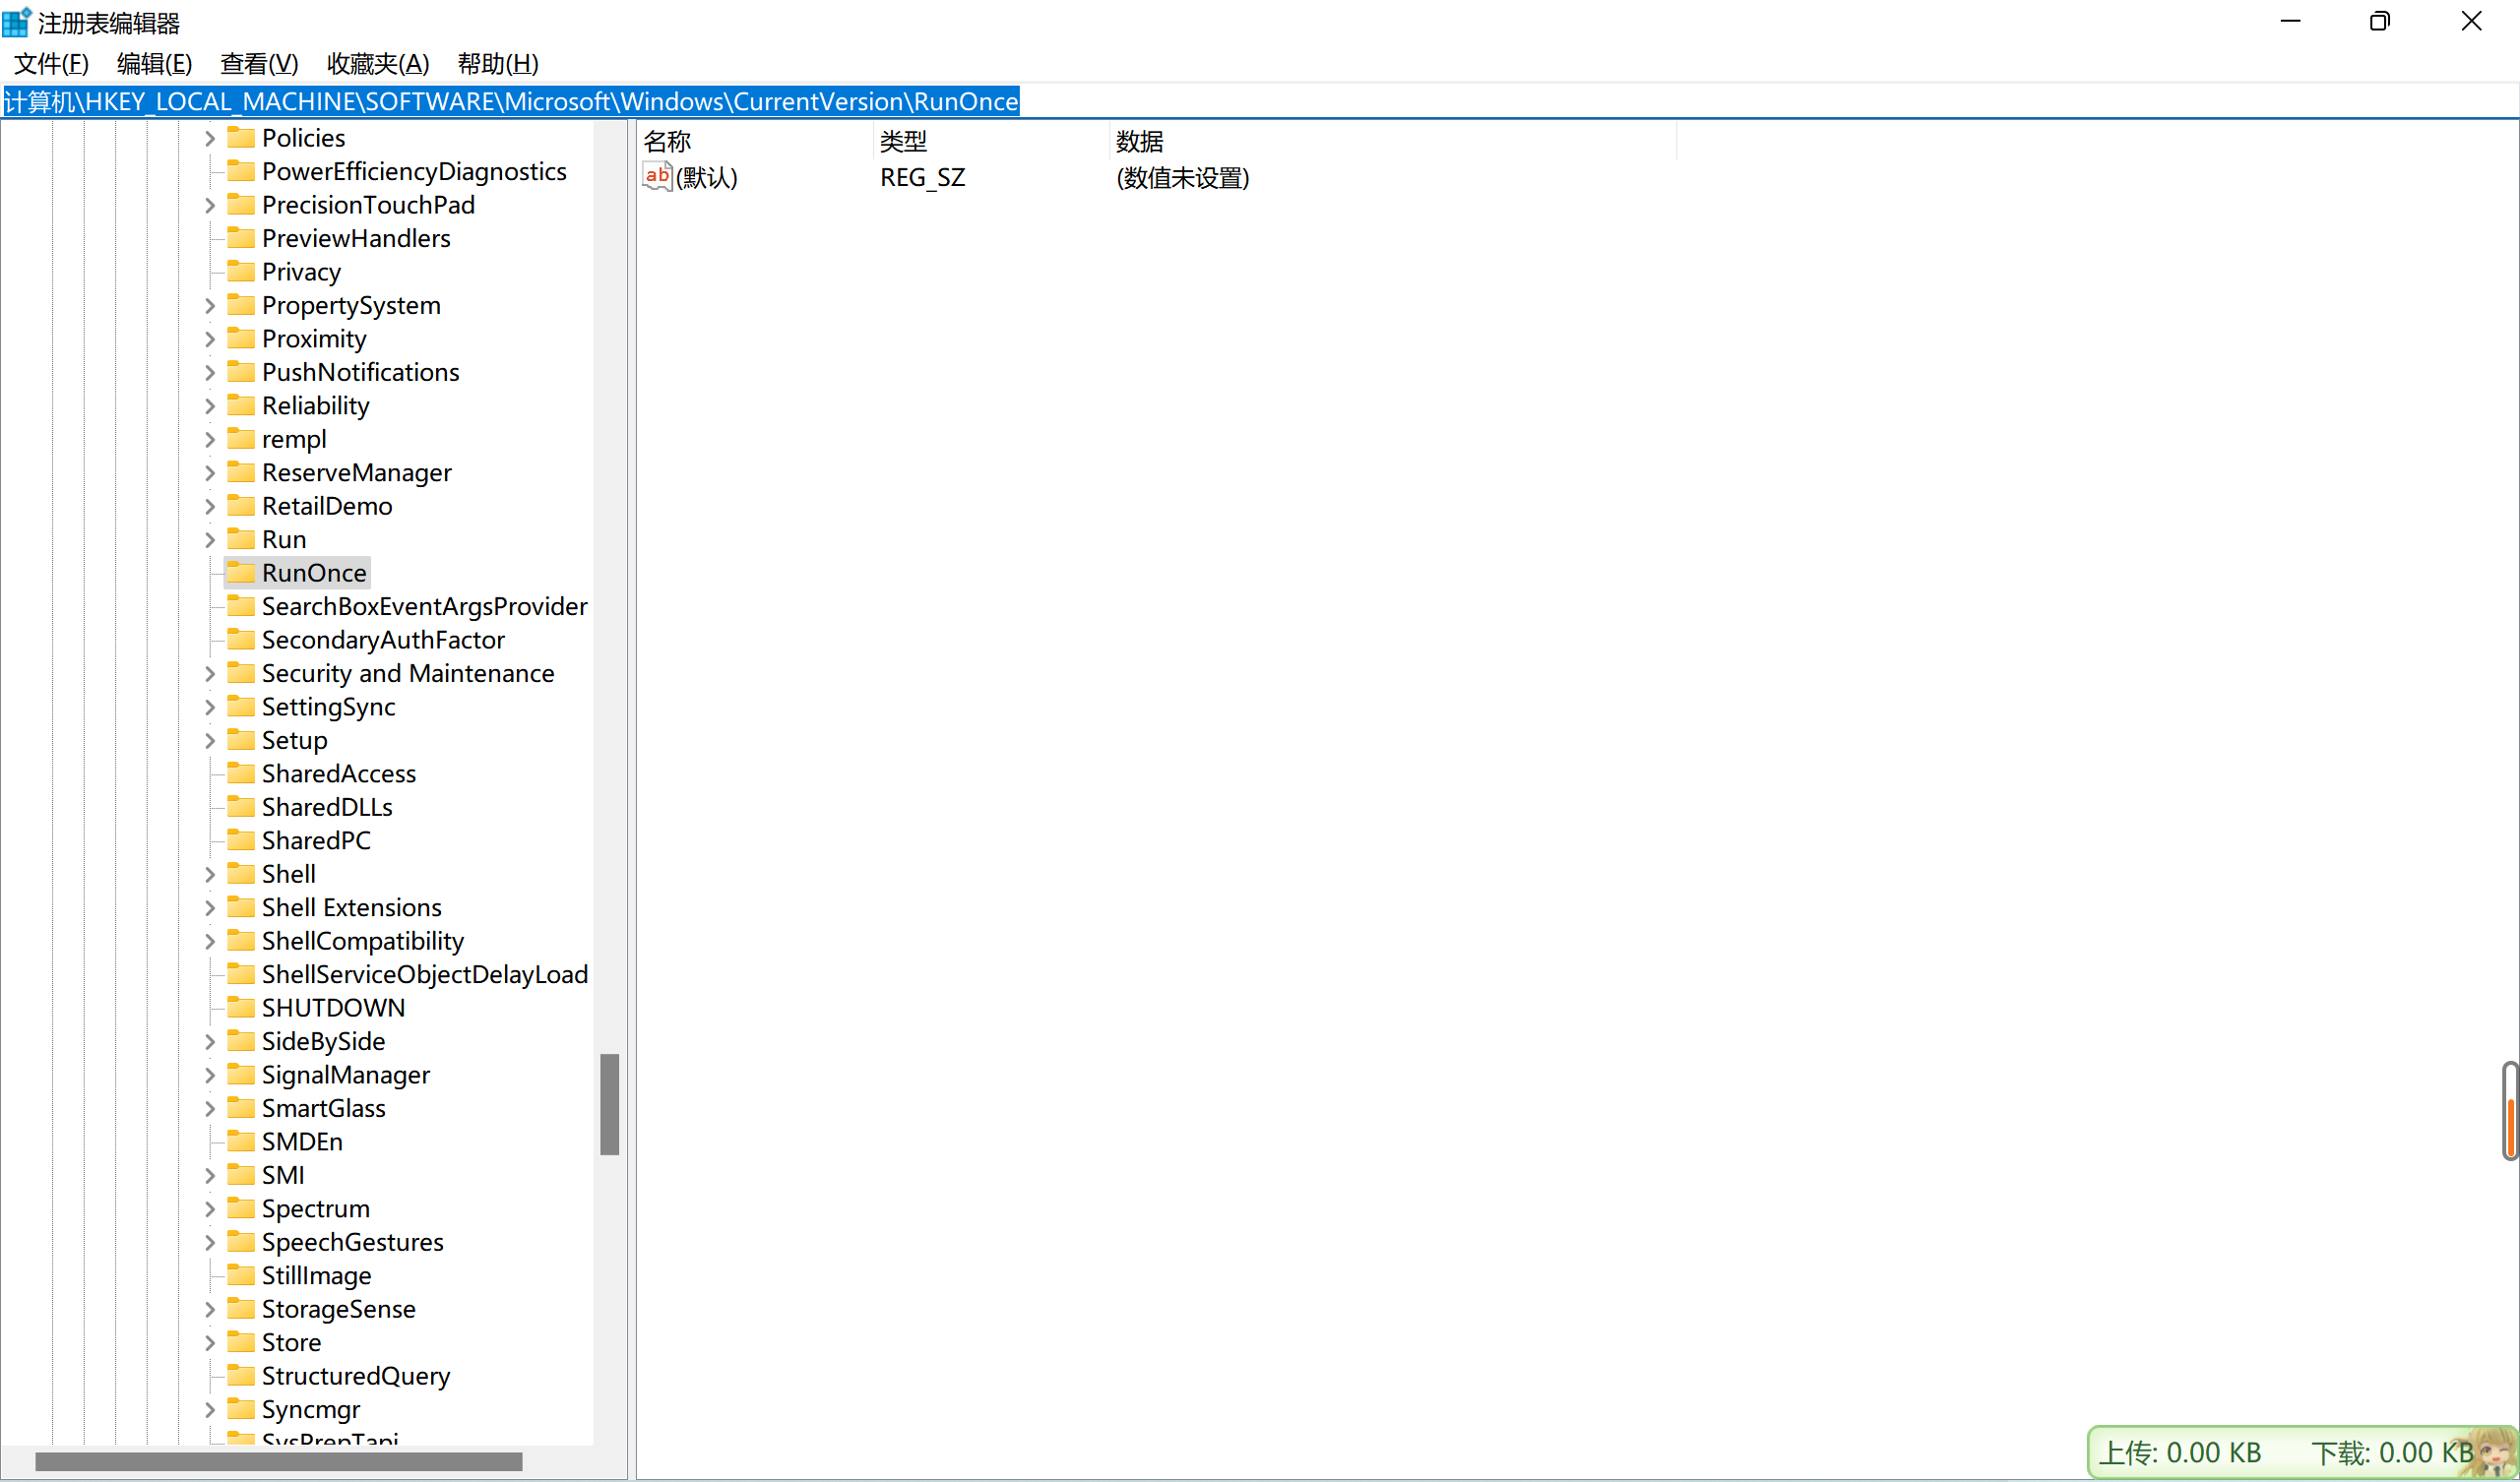 注册表编辑器
文件(F) 编辑(E) 查看(V) 收藏夹(A) 帮助(H)
计算机\HKEY_LOCAL_MACHINE\SOFTWARE\Microsoft\Windows\CurrentVersion\RunOnce
Policies
PowerEfficiencyDiagnostics
PrecisionTouchPad
PreviewHandlers
Privacy
PropertySystem
Proximity
PushNotifications
Reliability
rempl
ReserveManager
RetailDemo
Run
RunOnce
SearchBoxEventArgsProvider
SecondaryAuthFactor
Security and Maintenance
SettingSync
Setup
SharedAccess
SharedDLLs
SharedPC
Shell
Shell Extensions
ShellCompatibility
ShellServiceObjectDelayLoad
SHUTDOWN
SideBySide
SignalManager
SmartGlass
SMDEn
SMI
Spectrum
SpeechGestures
StillImage
StorageSense
Store
StructuredQuery
Syncmgr
SysPrepTapi
名称 类型 数据
ab (默认) REG_SZ (数值未设置)
上传: 0.00 KB 下载: 0.00 KB